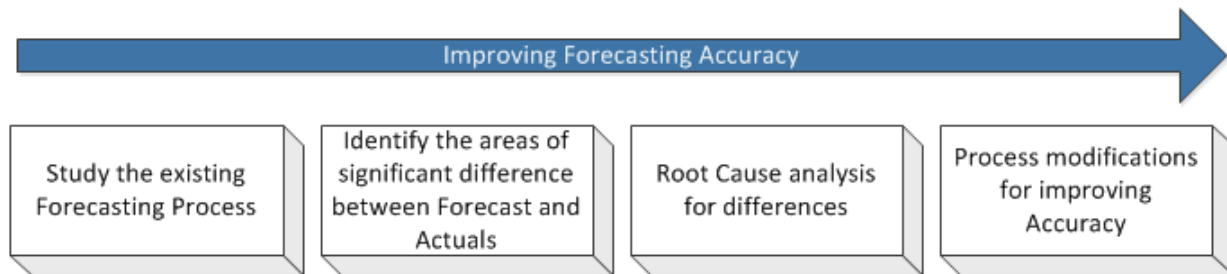 Improving Forecasting Accuracy
Study the existing
Forecasting Process
Identify the areas of
significant difference
between Forecast and
Actuals
Root Cause analysis
for differences
Process modifications
for improving
Accuracy